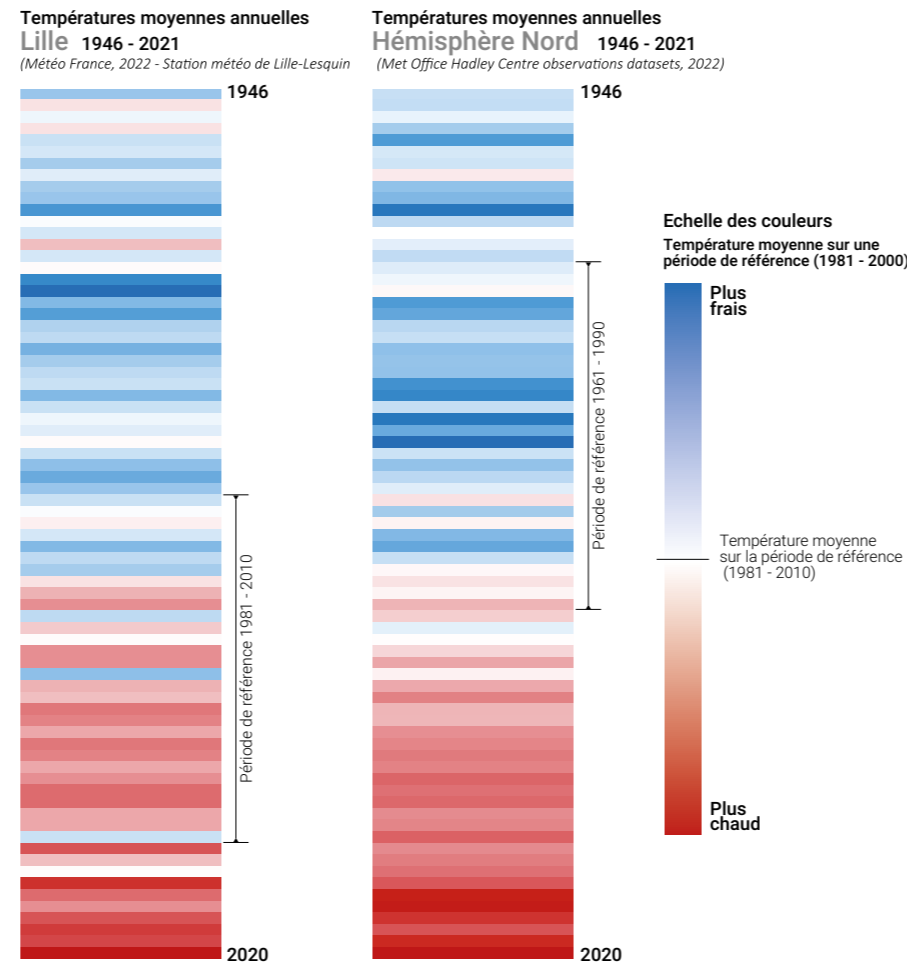 Températures moyennes annuelles
Lille 1946 - 2021
(Météo France, 2022 - Station météo de Lille-Lesquin
1946
Période de référence 1981 - 2010
2020
Températures moyennes annuelles
Hémisphère Nord 1946 - 2021
(Met Office Hadley Centre observations datasets, 2022)
1946
Période de référence 1961 - 1990
2020
Echelle des couleurs
Température moyenne sur une
période de référence (1981 - 2000)
Plus
frais
Température moyenne
sur la période de référence
(1981 - 2010)
Plus
chaud